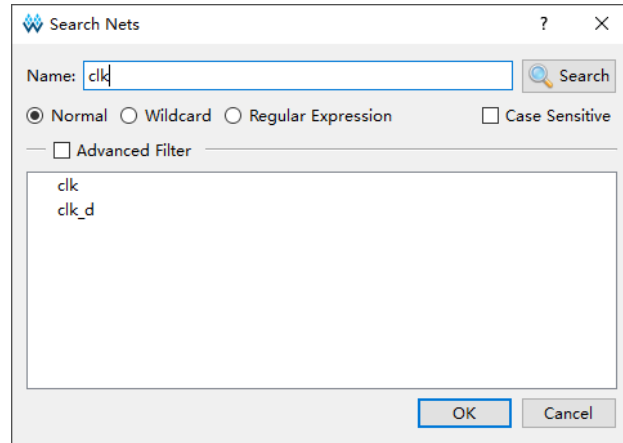 Search Nets ? ×
Name: clk Search
Normal Wildcard Regular Expression Case Sensitive
Advanced Filter
clk
clk_d
OK Cancel